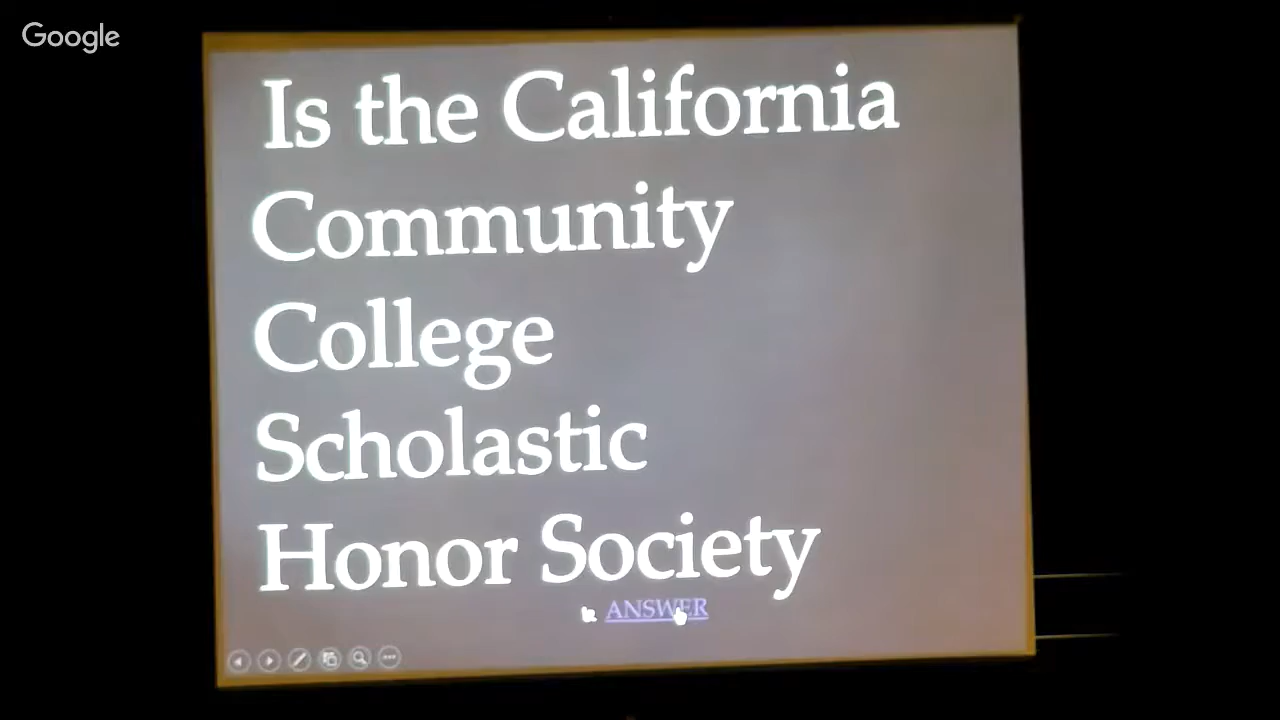 Google
Is the California
Community
College
Scholastic
Honor Society
ANSWER